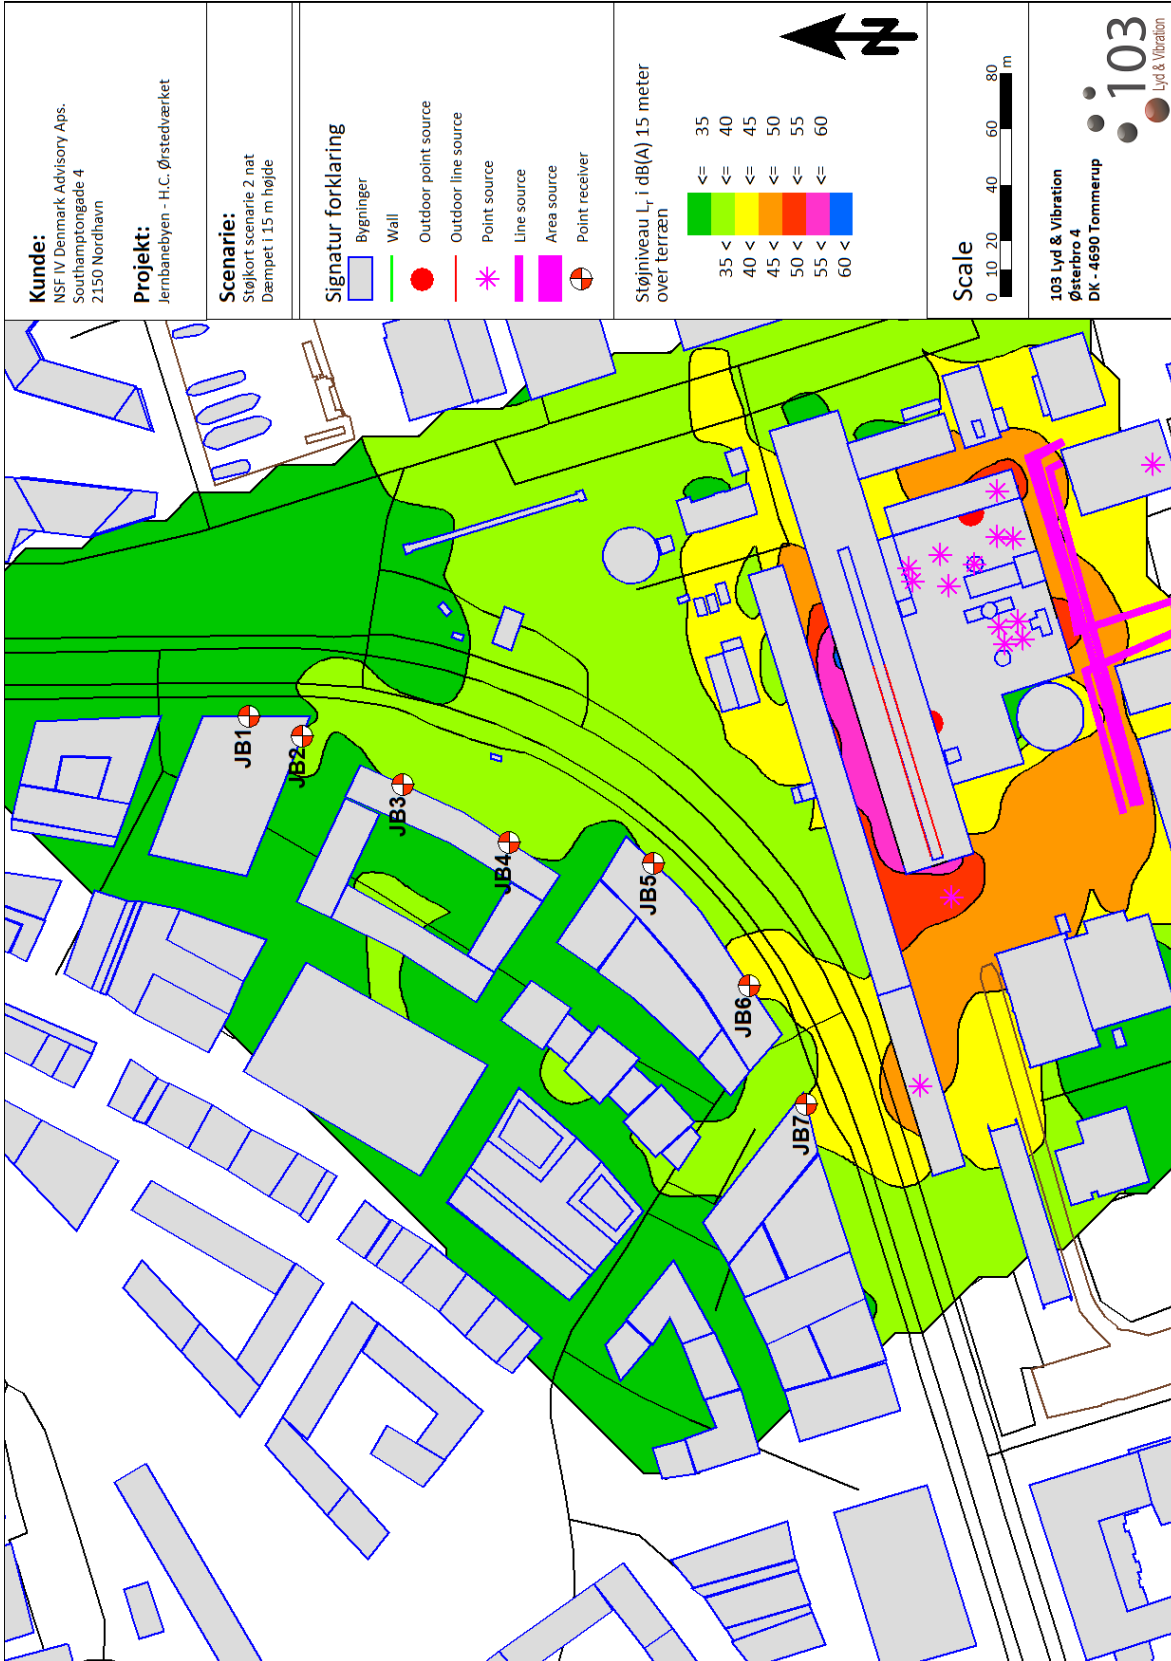 Kunde:
NSF IV Denmark Advisory Aps.
Southamptongade 4
2150 Nordhavn
Projekt:
Jernbanebyen - H.C. Ørstedværket
Scenarie:
Støjkort scenarie 2 nat
Dæmpet i 15 m højde
Signatur forklaring
Bygninger
Wall
Outdoor point source
Outdoor line source
Point source
Line source
Area source
Point receiver
Støjniveau Lr i dB(A) 15 meter
over terræn
<= 35
35 < <= 40
40 < <= 45
45 < <= 50
50 < <= 55
55 < <= 60
60 <
N
Scale
0 10 20 40 60 80
m
103 Lyd & Vibration
Østerbro 4
DK - 4690 Tommerup
103
Lyd & Vibration
JB1
JB2
JB3
JB4
JB5
JB6
JB7